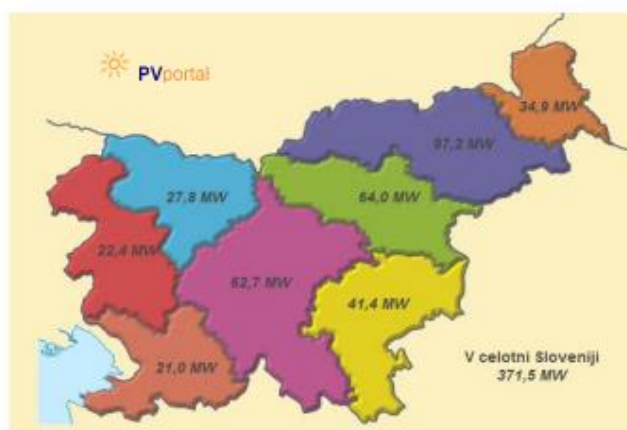 PVportal
34,9 MW
97,2 MW
27,8 MW
64,0 MW
22,4 MW
62,7 MW
41,4 MW
21,0 MW
V celotni Sloveniji
371,5 MW